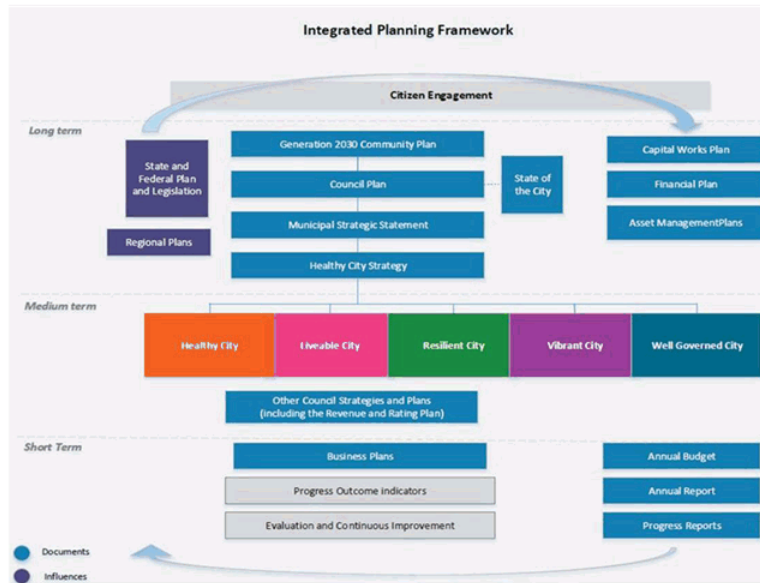 Integrated Planning Framework
Citizen Engagement
Long term
State and
Federal Plan
and Legislation
Regional Plans
Generation 2030 Community Plan
Council Plan
State of
the City
Municipal Strategic Statement
Healthy City Strategy
Capital Works Plan
Financial Plan
Asset ManagementPlans
Medium term
Healthy City
Liveable City
Resilient City
Vibrant City
Well Governed City
Other Council Strategies and Plans
(including the Revenue and Rating Plan)
Short Term
Business Plans
Progress Outcome indicators
Evaluation and Continuous Improvement
Annual Budget
Annual Report
Progress Reports
Documents
Influences